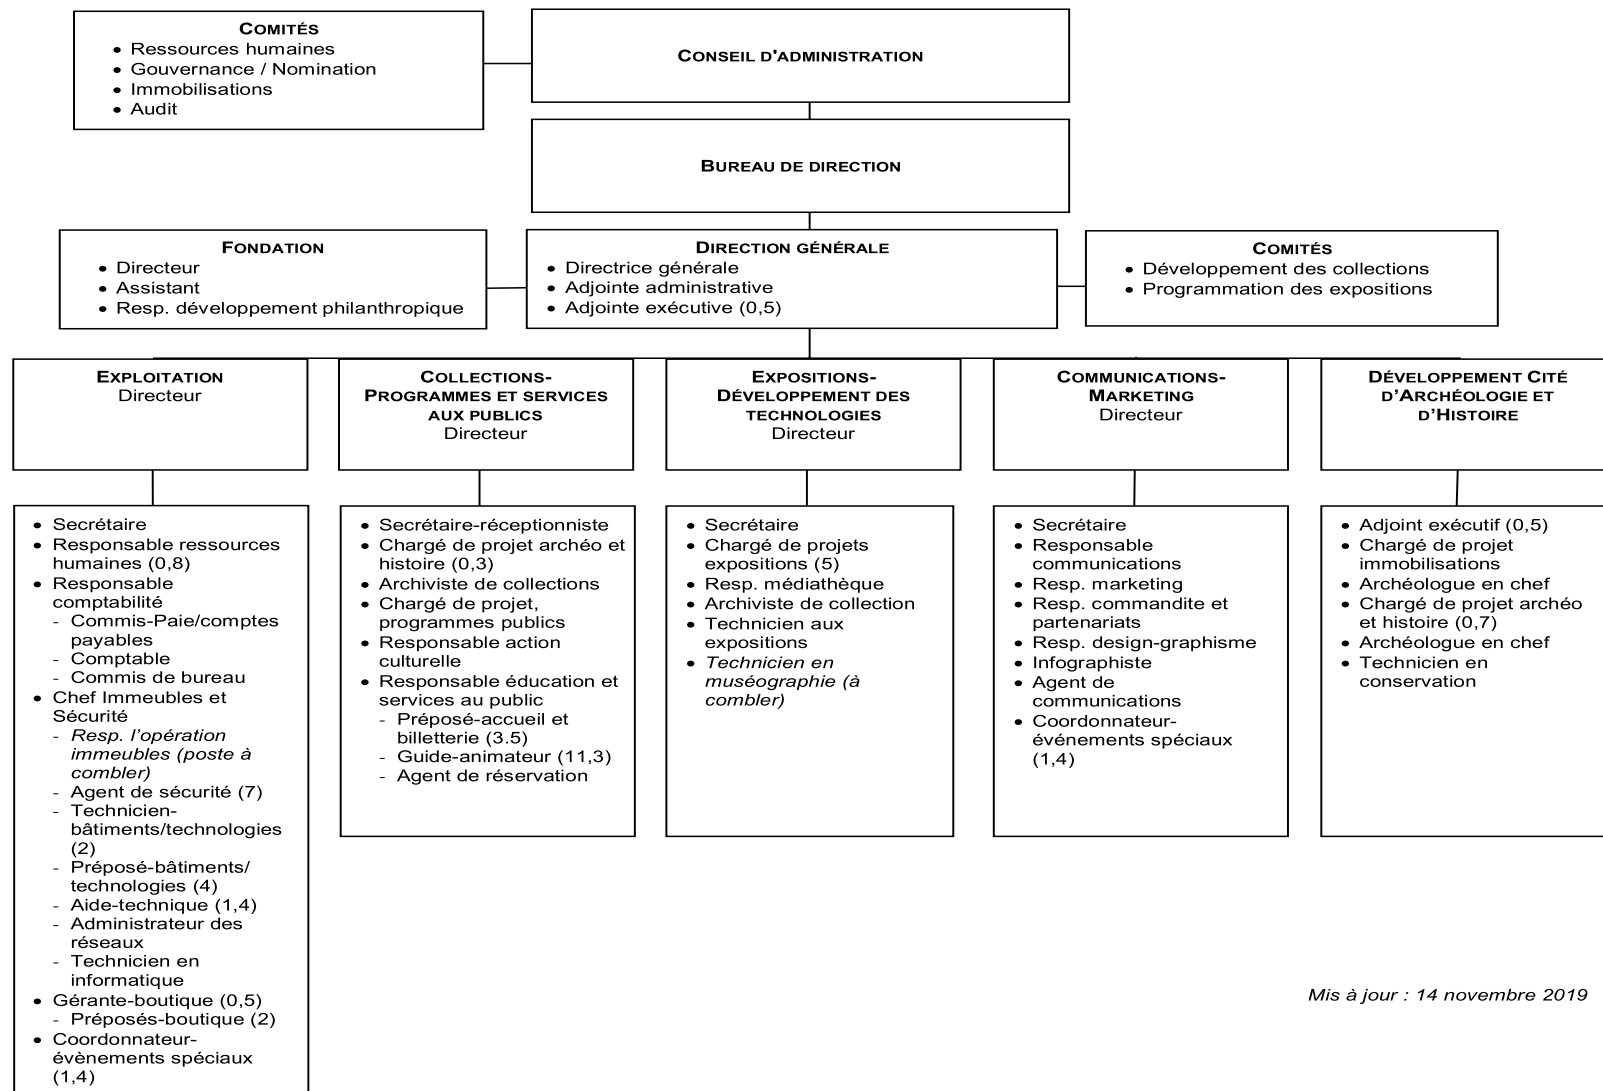 COMITÉS
• Ressources humaines
• Gouvernance / Nomination
• Immobilisations
• Audit
CONSEIL D'ADMINISTRATION
BUREAU DE DIRECTION
FONDATION
• Directeur
• Assistant
• Resp. développement philanthropique
DIRECTION GÉNÉRALE
• Directrice générale
• Adjointe administrative
• Adjointe exécutive (0,5)
COMITÉS
• Développement des collections
• Programmation des expositions
EXPLOITATION
Directeur
COLLECTIONS-
PROGRAMMES ET SERVICES
AUX PUBLICS
Directeur
EXPOSITIONS-
DÉVELOPPEMENT DES
TECHNOLOGIES
Directeur
COMMUNICATIONS-
MARKETING
Directeur
DÉVELOPPEMENT CITÉ
D'ARCHÉOLOGIE ET
D'HISTOIRE
• Secrétaire
• Responsable ressources
humaines (0,8)
• Responsable
comptabilité
- Commis-Paie/comptes
payables
- Comptable
- Commis de bureau
• Chef Immeubles et
Sécurité
- Resp. l'opération
immeubles (poste à
combler)
- Agent de sécurité (7)
- Technicien-
bâtiments/technologies
(2)
- Préposé-bâtiments/
technologies (4)
- Aide-technique (1,4)
- Administrateur des
réseaux
- Technicien en
informatique
• Gérante-boutique (0,5)
- Préposés-boutique (2)
• Coordonnateur-
évènements spéciaux
(1,4)
• Secrétaire-réceptionniste
• Chargé de projet archéo et
histoire (0,3)
• Archiviste de collections
• Chargé de projet,
programmes publics
• Responsable action
culturelle
• Responsable éducation et
services au public
- Préposé-accueil et
billetterie (3.5)
- Guide-animateur (11,3)
- Agent de réservation
• Secrétaire
• Chargé de projets
expositions (5)
• Resp. médiathèque
• Archiviste de collection
• Technicien aux
expositions
• Technicien en
muséographie (à
combler)
• Secrétaire
• Responsable
communications
• Resp. marketing
• Resp. commandite et
partenariats
• Resp. design-graphisme
• Infographiste
• Agent de
communications
• Coordonnateur-
événements spéciaux
(1,4)
• Adjoint exécutif (0,5)
• Chargé de projet
immobilisations
• Archéologue en chef
• Chargé de projet archéo
et histoire (0,7)
• Archéologue en chef
• Technicien en
conservation
Mis à jour : 14 novembre 2019